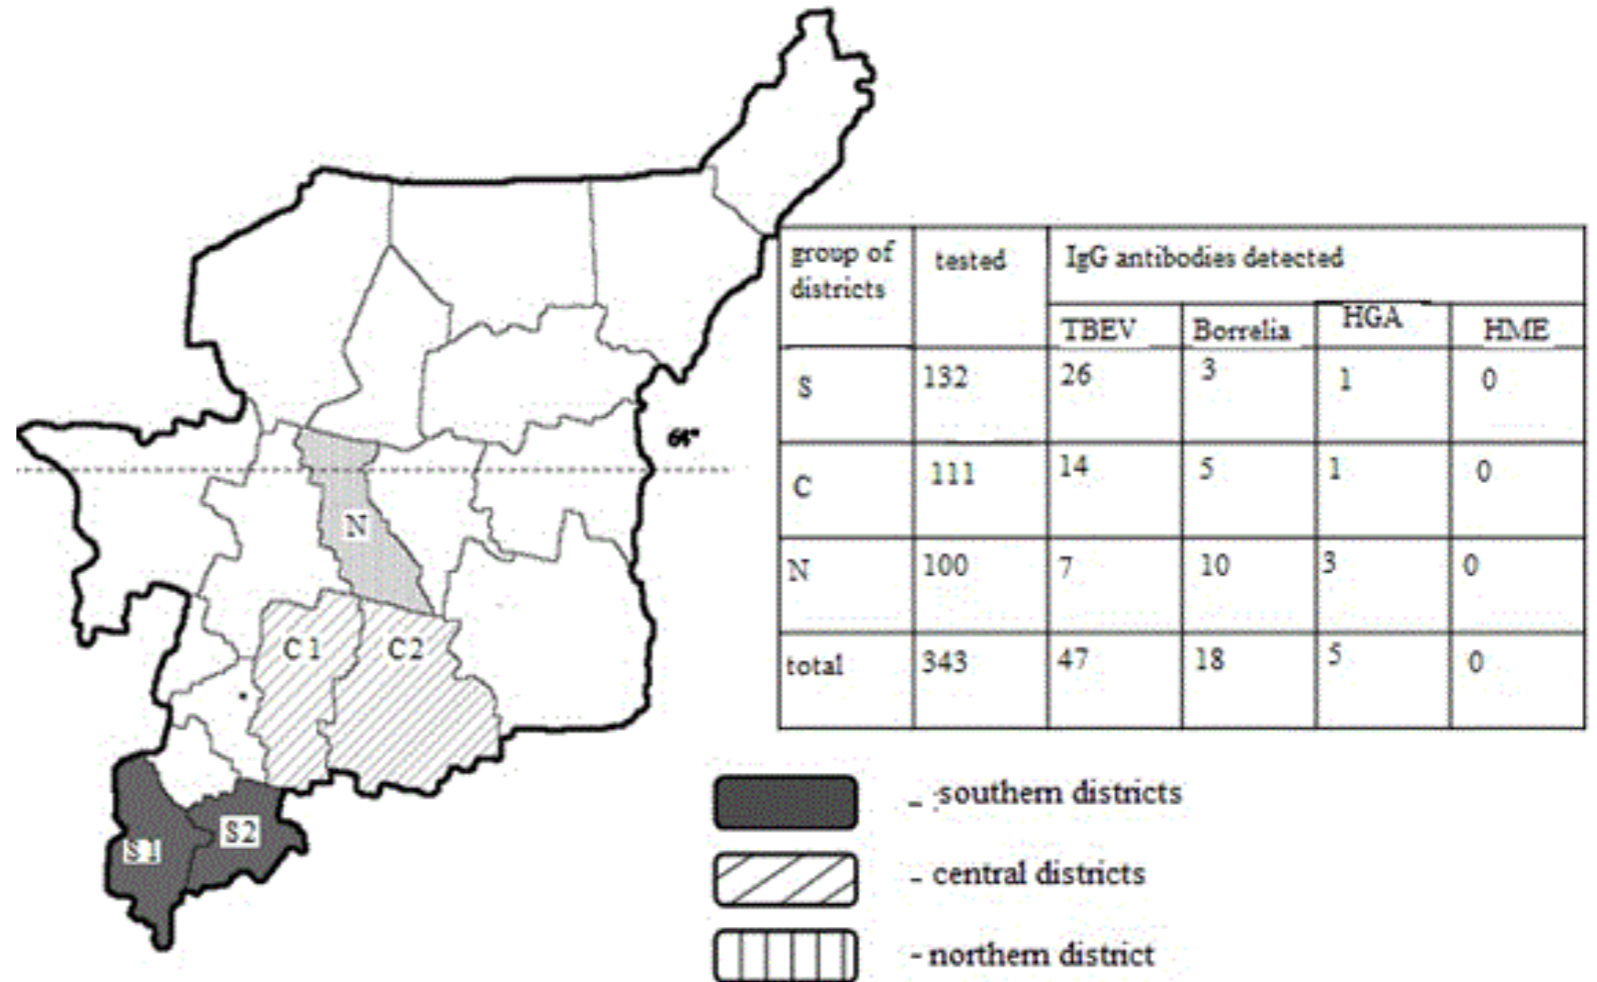 group of
districts
tested
IgG antibodies detected
TBEV Borrelia HGA HME
S 132 26 3 1 0
C 111 14 5 1 0
N 100 7 10 3 0
total 343 47 18 5 0
64°
N
C 1 C 2
S 1 S 2
- southern districts
- central districts
- northern district